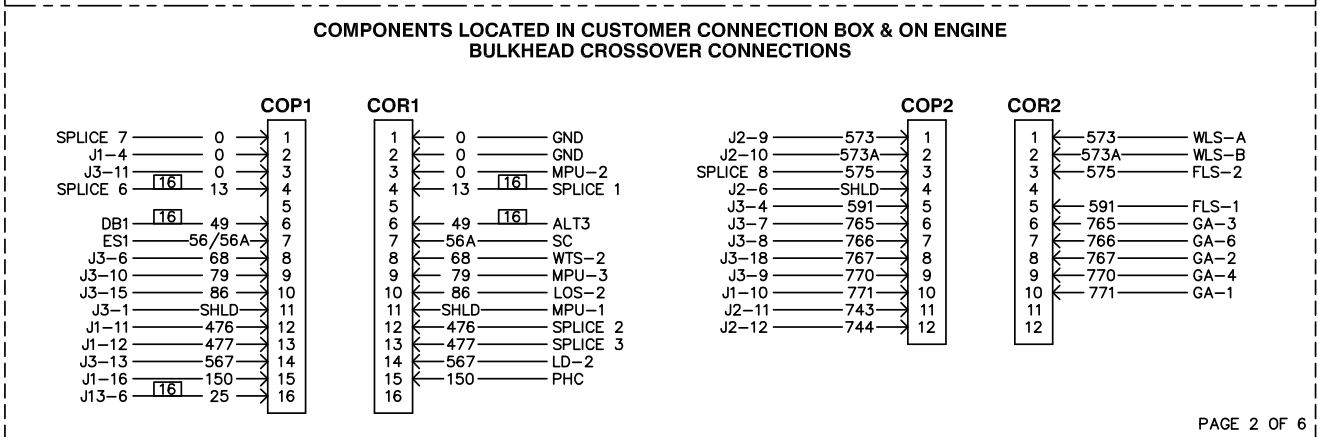 COMPONENTS LOCATED IN CUSTOMER CONNECTION BOX & ON ENGINE
BULKHEAD CROSSOVER CONNECTIONS
COP1
SPLICE 7 0 1
J1-4 0 2
J3-11 0 3
SPLICE 6 16 13 4
5
DB1 16 49 6
ES1 56/56A 7
J3-6 68 8
J3-10 79 9
J3-15 86 10
J3-1 SHLD 11
J1-11 476 12
J1-12 477 13
J3-13 567 14
J1-16 150 15
J13-6 16 25 16
COR1
1 0 GND
2 0 GND
3 0 MPU-2
4 13 16 SPLICE 1
5
6 49 16 ALT3
7 56A SC
8 68 WTS-2
9 79 MPU-3
10 86 LOS-2
11 SHLD MPU-1
12 476 SPLICE 2
13 477 SPLICE 3
14 567 LD-2
15 150 PHC
16
COP2
J2-9 573 1
J2-10 573A 2
SPLICE 8 575 3
J2-6 SHLD 4
J3-4 591 5
J3-7 765 6
J3-8 766 7
J3-18 767 8
J3-9 770 9
J1-10 771 10
J2-11 743 11
J2-12 744 12
COR2
1 573 WLS-A
2 573A WLS-B
3 575 FLS-2
4
5 591 FLS-1
6 765 GA-3
7 766 GA-6
8 767 GA-2
9 770 GA-4
10 771 GA-1
11
12
PAGE 2 OF 6